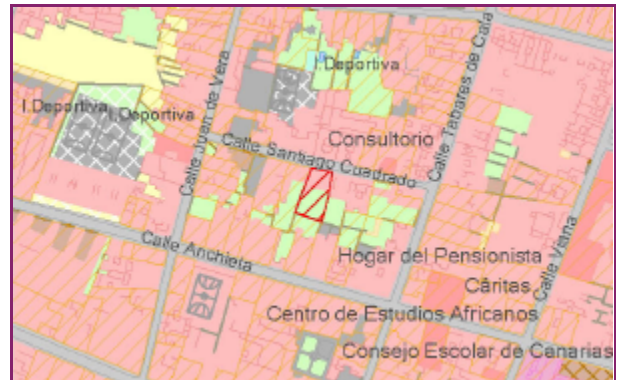 I.Deportiva
I.Deportiva
I.Deportiva
Calle Juan de Vera
Consultorio
Calle Santiago Cuadrado
Calle Tabares de Cala
Calle Anchieta
Hogar del Pensionista
Cáritas
Calle Viana
Centro de Estudios Africanos
Consejo Escolar de Canarias